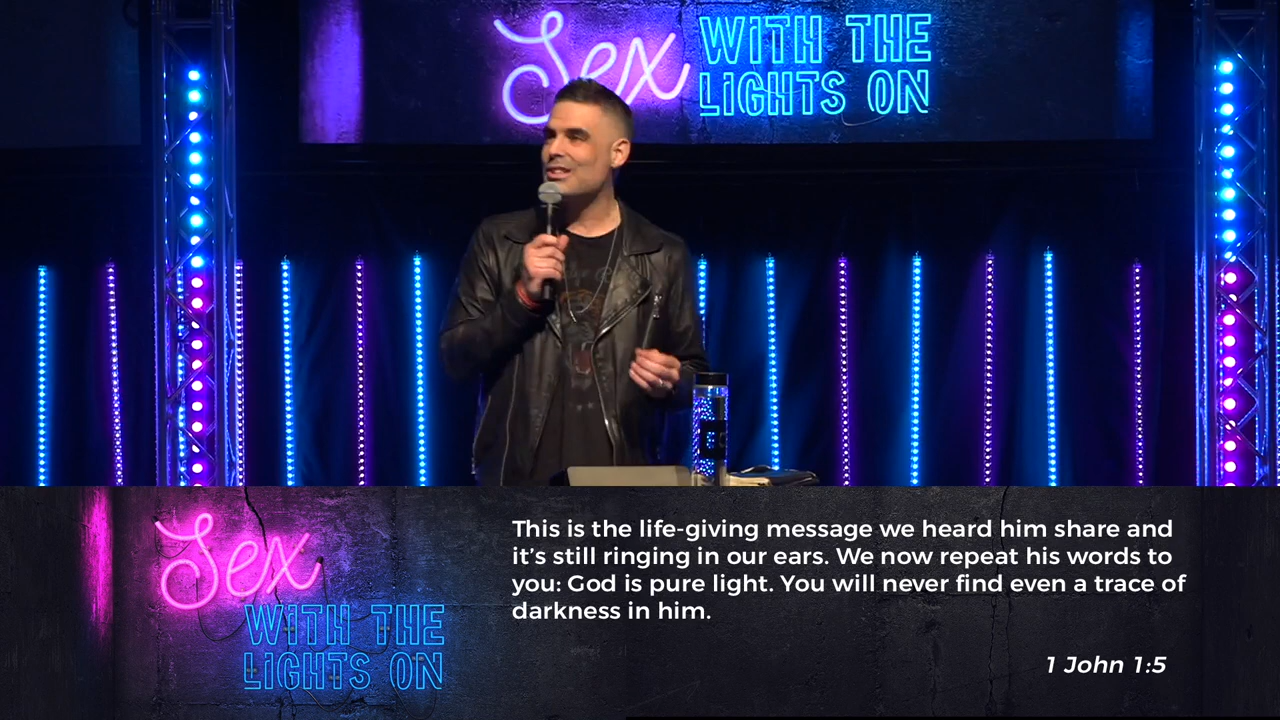 Sex WITH THE
LIGHTS ON
Sex
WITH THE
LIGHTS ON
This is the life-giving message we heard him share and
it's still ringing in our ears. We now repeat his words to
you: God is pure light. You will never find even a trace of
darkness in him.
1 John 1:5